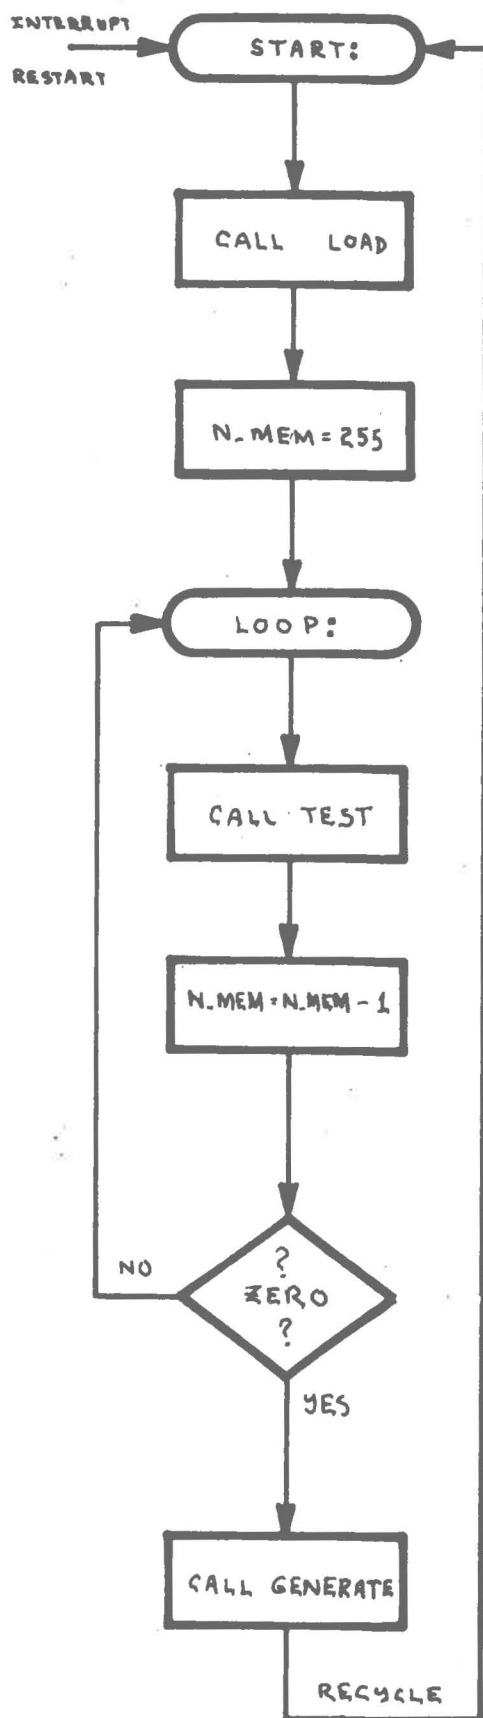 INTERRUPT
RESTART
START:
CALL LOAD
N_MEM = 255
LOOP:
CALL TEST
N_MEM = N_MEM - 1
?
ZERO
?
NO
YES
CALL GENERATE
RECYCLE